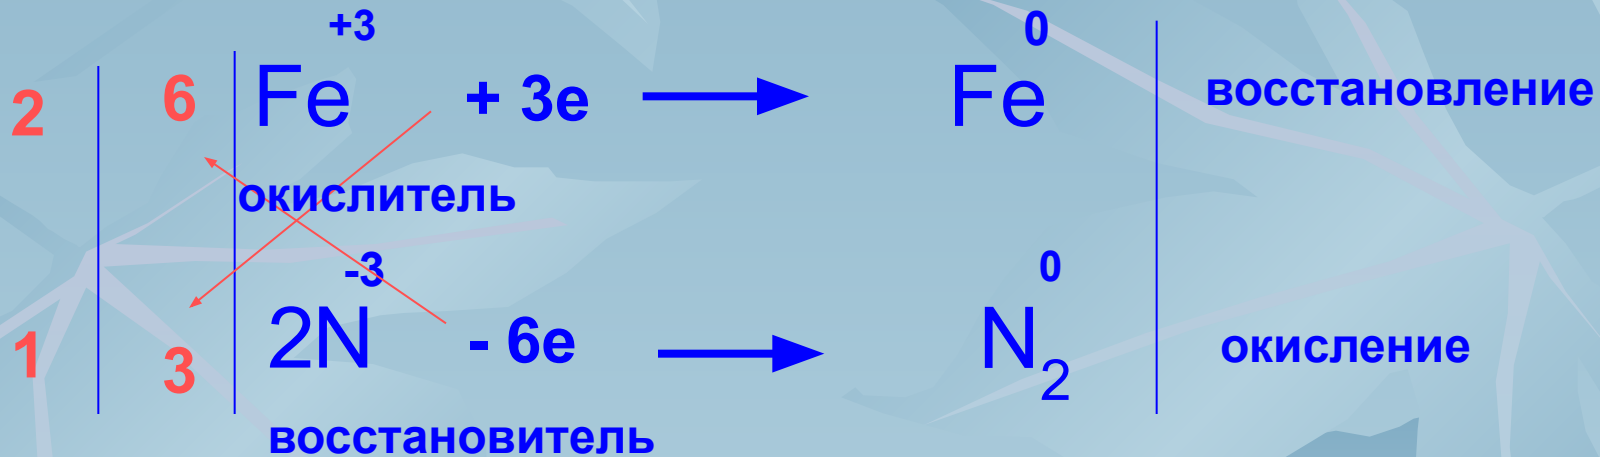 +3 0
2 6 Fe + 3e Fe восстановление
окислитель
-3 0
1 3 2N - 6e N2 окисление
восстановитель